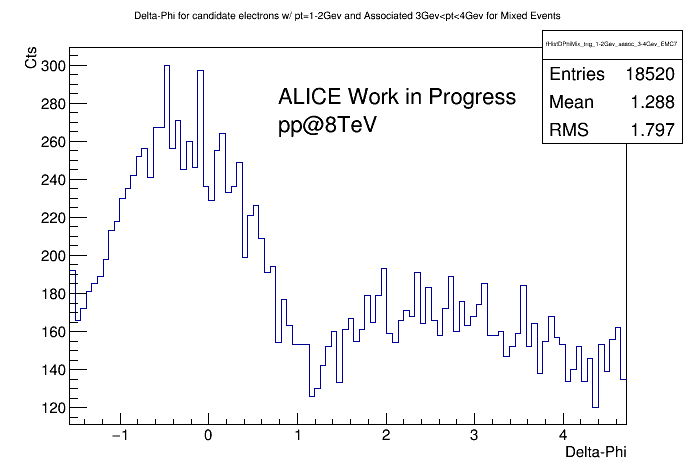 Delta-Phi for candidate electrons w/ pt=1-2Gev and Associated 3Gev<pt<4Gev for Mixed Events
fHistDPhiMix_trig_1-2Gev_assoc_3-4Gev_EMC7
Entries 18520
Mean 1.288
RMS 1.797
ALICE Work in Progress
pp@8TeV
Cts
300
280
260
240
220
200
180
160
140
120
−1 0 1 2 3 4
Delta-Phi